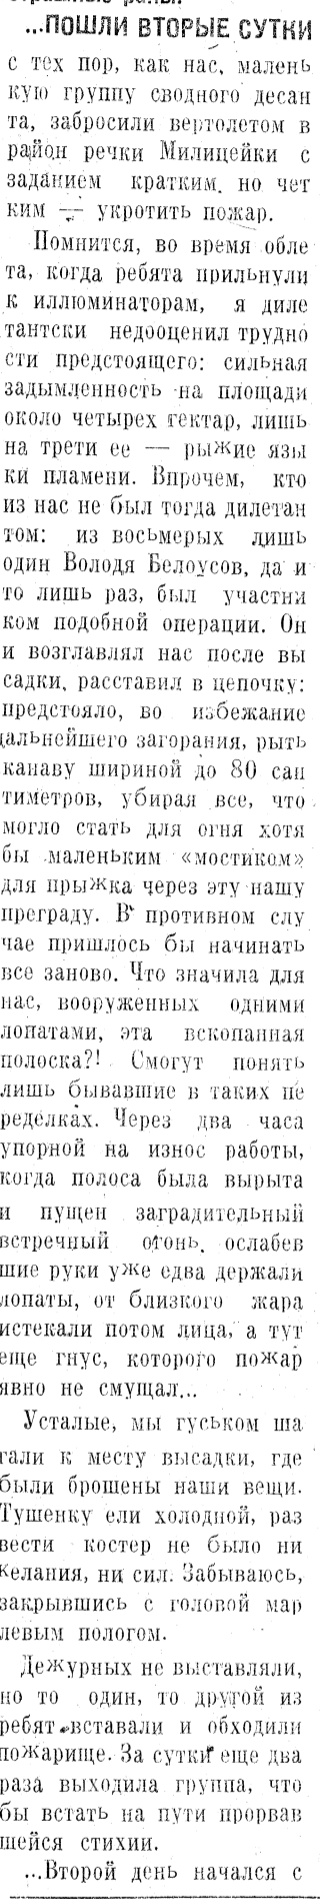 ...ПОШЛИ ВТОРЫЕ СУТКИ
с тех пор, как нас, малень
кую группу сводного десан
та, забросили вертолетом в
район речки Милицейки с
заданием кратким, но чет
ким — укротить пожар.
Помнится, во время обле
та, когда ребята прильнули
к иллюминаторам, я диле
тантски недооценил трудно
сти предстоящего: сильная
задымленность на площади
около четырех гектар, лишь
на трети ее — рыжие язы
ки пламени. Впрочем, кто
из нас не был тогда дилетан
том: из восьмерых лишь
один Володя Белоусов, да и
то лишь раз, был участни
ком подобной операции. Он
и возглавлял нас после вы
садки, расставил в цепочку:
предстояло, во избежание
дальнейшего загорания, рыть
канаву шириной до 80 сан
тиметров, убирая все, что
могло стать для огня хотя
бы маленьким «мостиком»
для прыжка через эту нашу
преграду. В противном слу
чае пришлось бы начинать
все заново. Что значила для
нас, вооруженных одними
лопатами, эта вскопанная
полоска?! Смогут понять
лишь бывавшие в таких пе
ределках. Через два часа
упорной на износ работы,
когда полоса была вырыта
и пущен заградительный
встречный огонь, ослабев
шие руки уже едва держали
лопаты, от близкого жара
истекали потом лица, а тут
еще гнус, которого пожар
явно не смущал...
Усталые, мы гуськом ша
гали к месту высадки, где
были брошены наши вещи.
Тушенку ели холодной, раз
вести костер не было ни
желания, ни сил. Забываюсь,
закрывшись с головой мар
левым пологом.
Дежурных не выставляли,
но то один, то другой из
ребят вставали и обходили
пожарище. За сутки еще два
раза выходила группа, что
бы встать на пути прорвав
шейся стихии.
...Второй день начался с